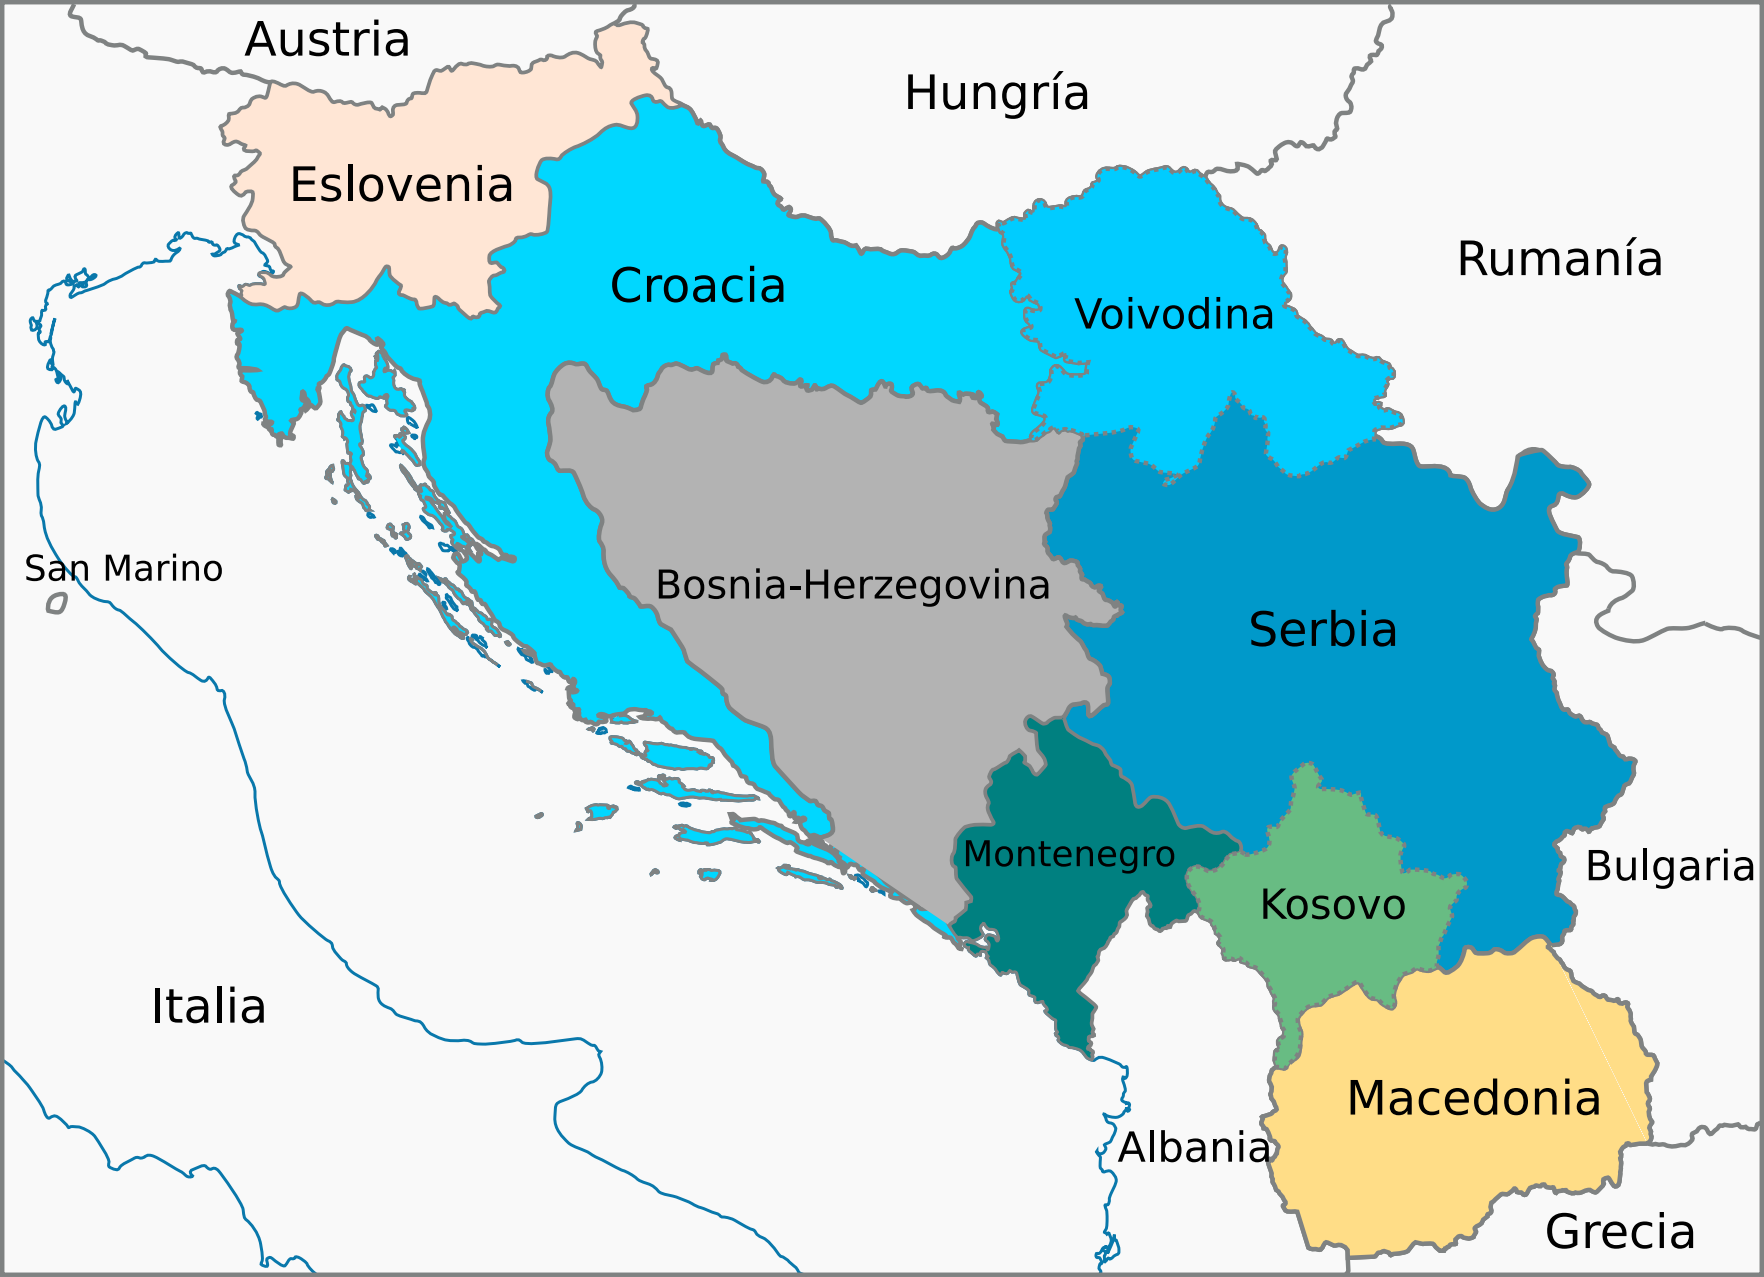 Austria
Hungría
Eslovenia
Rumanía
Croacia
Voivodina
San Marino
Bosnia-Herzegovina
Serbia
Montenegro
Bulgaria
Kosovo
Italia
Macedonia
Albania
Grecia